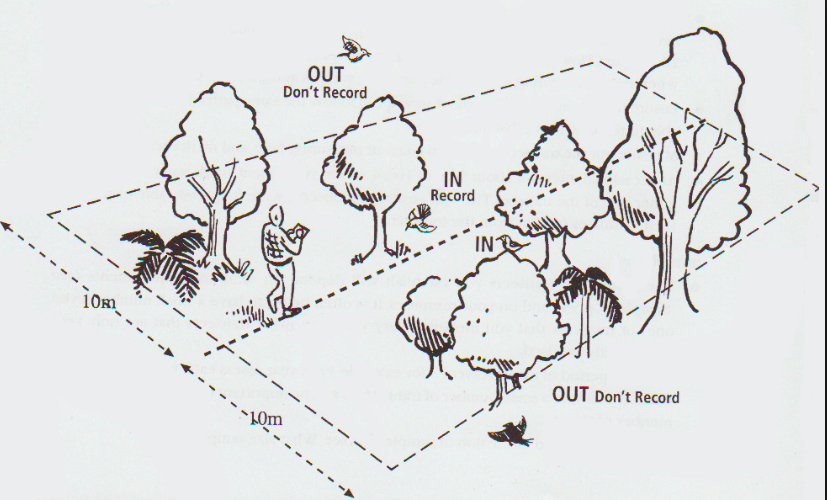 OUT
Don't Record
IN
Record
IN
10m
OUT Don't Record
10m